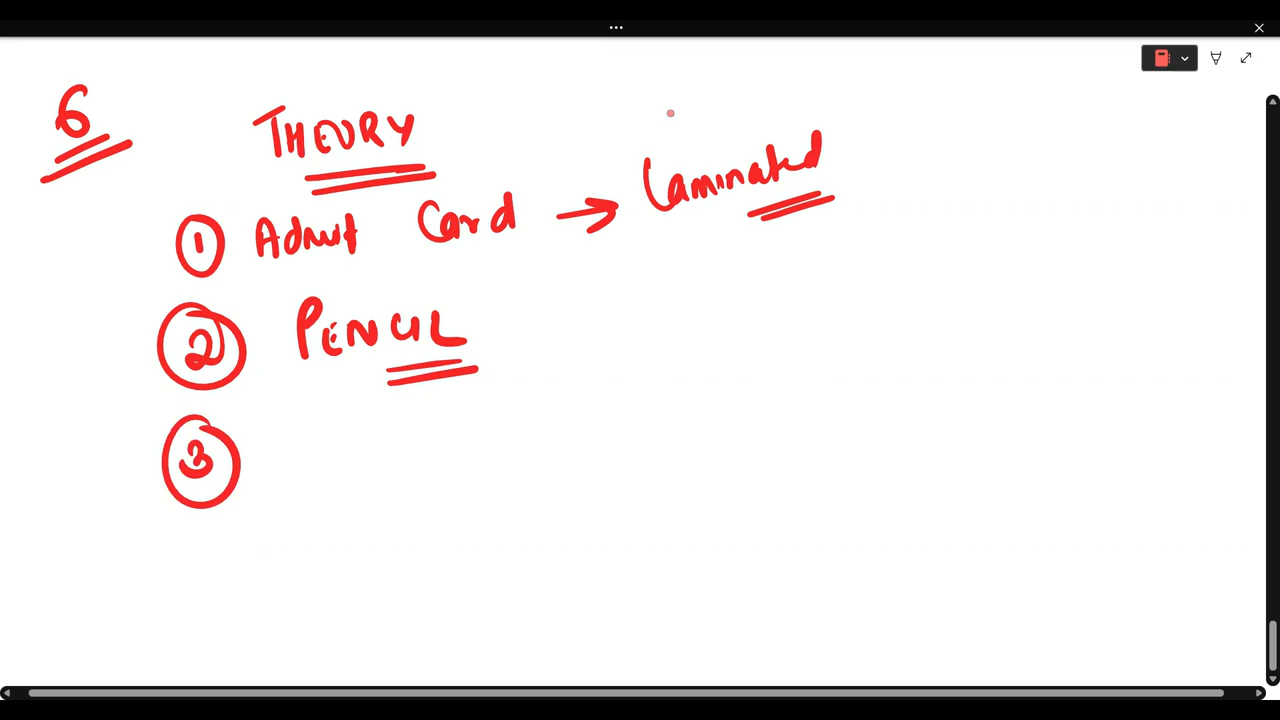 6
THEORY
① Admit Card → Laminated
② PENCIL
③